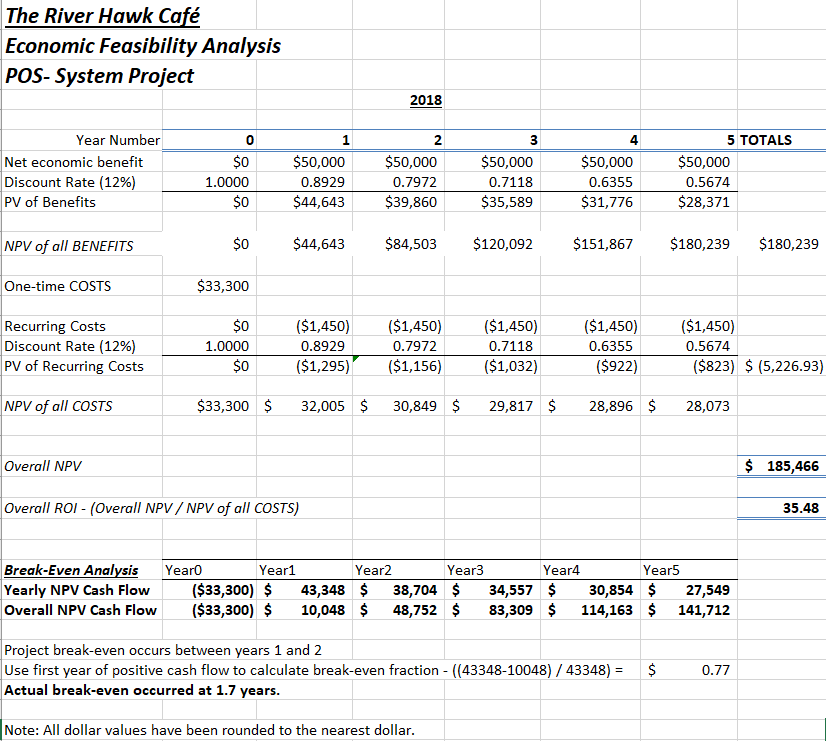 The River Hawk Café
Economic Feasibility Analysis
POS- System Project
2018
Year Number 0 1 2 3 4 5 TOTALS
Net economic benefit $0 $50,000 $50,000 $50,000 $50,000 $50,000
Discount Rate (12%) 1.0000 0.8929 0.7972 0.7118 0.6355 0.5674
PV of Benefits $0 $44,643 $39,860 $35,589 $31,776 $28,371
NPV of all BENEFITS $0 $44,643 $84,503 $120,092 $151,867 $180,239 $180,239
One-time COSTS $33,300
Recurring Costs $0 ($1,450) ($1,450) ($1,450) ($1,450) ($1,450)
Discount Rate (12%) 1.0000 0.8929 0.7972 0.7118 0.6355 0.5674
PV of Recurring Costs $0 ($1,295) ($1,156) ($1,032) ($922) ($823) $ (5,226.93)
NPV of all COSTS $33,300 $ 32,005 $ 30,849 $ 29,817 $ 28,896 $ 28,073
Overall NPV $ 185,466
Overall ROI - (Overall NPV / NPV of all COSTS) 35.48
Break-Even Analysis Year0 Year1 Year2 Year3 Year4 Year5
Yearly NPV Cash Flow ($33,300) $ 43,348 $ 38,704 $ 34,557 $ 30,854 $ 27,549
Overall NPV Cash Flow ($33,300) $ 10,048 $ 48,752 $ 83,309 $ 114,163 $ 141,712
Project break-even occurs between years 1 and 2
Use first year of positive cash flow to calculate break-even fraction - ((43348-10048) / 43348) = $ 0.77
Actual break-even occurred at 1.7 years.
Note: All dollar values have been rounded to the nearest dollar.